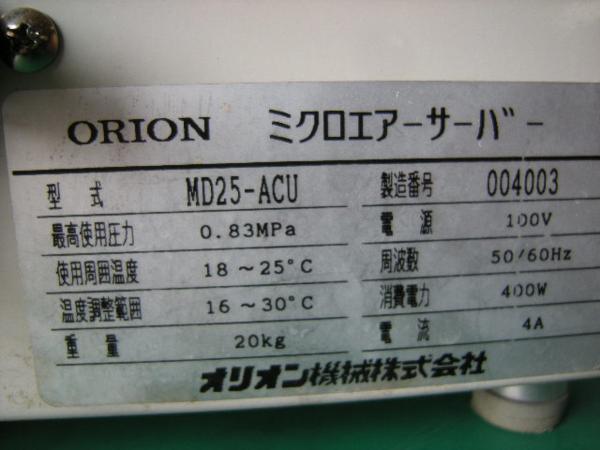 ORION ミクロエアーサーバー
型式 MD25-ACU 製造番号 004003
最高使用圧力 0.83MPa 電源 100V
使用周囲温度 18～25°C 周波数 50/60Hz
温度調整範囲 16～30°C 消費電力 400W
重量 20kg 電流 4A
オリオン機械株式会社